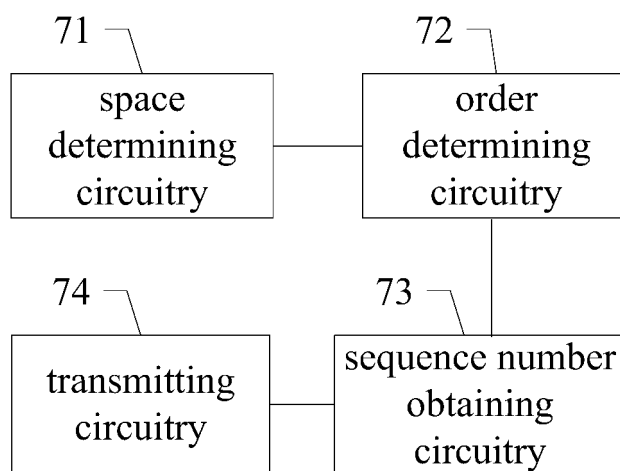 71
space
determining
circuitry
72
order
determining
circuitry
74
transmitting
circuitry
73
sequence number
obtaining
circuitry